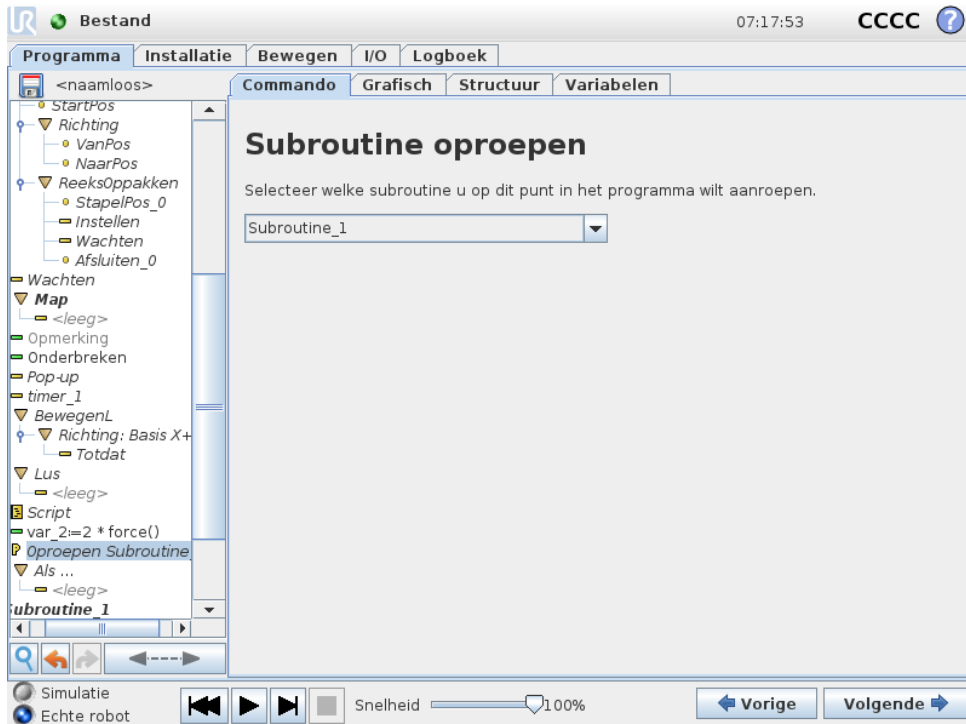 UR Bestand 07:17:53 CCCC ?
Programma Installatie Bewegen I/O Logboek
<naamloos>
Commando Grafisch Structuur Variabelen
StartPos
Richting
VanPos
NaarPos
ReeksOppakken
StapelPos_0
Instellen
Wachten
Afsluiten_0
Wachten
Map
<leeg>
Opmerking
Onderbreken
Pop-up
timer_1
BewegenL
Richting: Basis X+
Totdat
Lus
<leeg>
Script
var_2:=2 * force()
Oproepen Subroutine
Als ...
<leeg>
Subroutine_1
Subroutine oproepen
Selecteer welke subroutine u op dit punt in het programma wilt aanroepen.
Subroutine_1
Simulatie
Echte robot
Snelheid 100%
Vorige Volgende